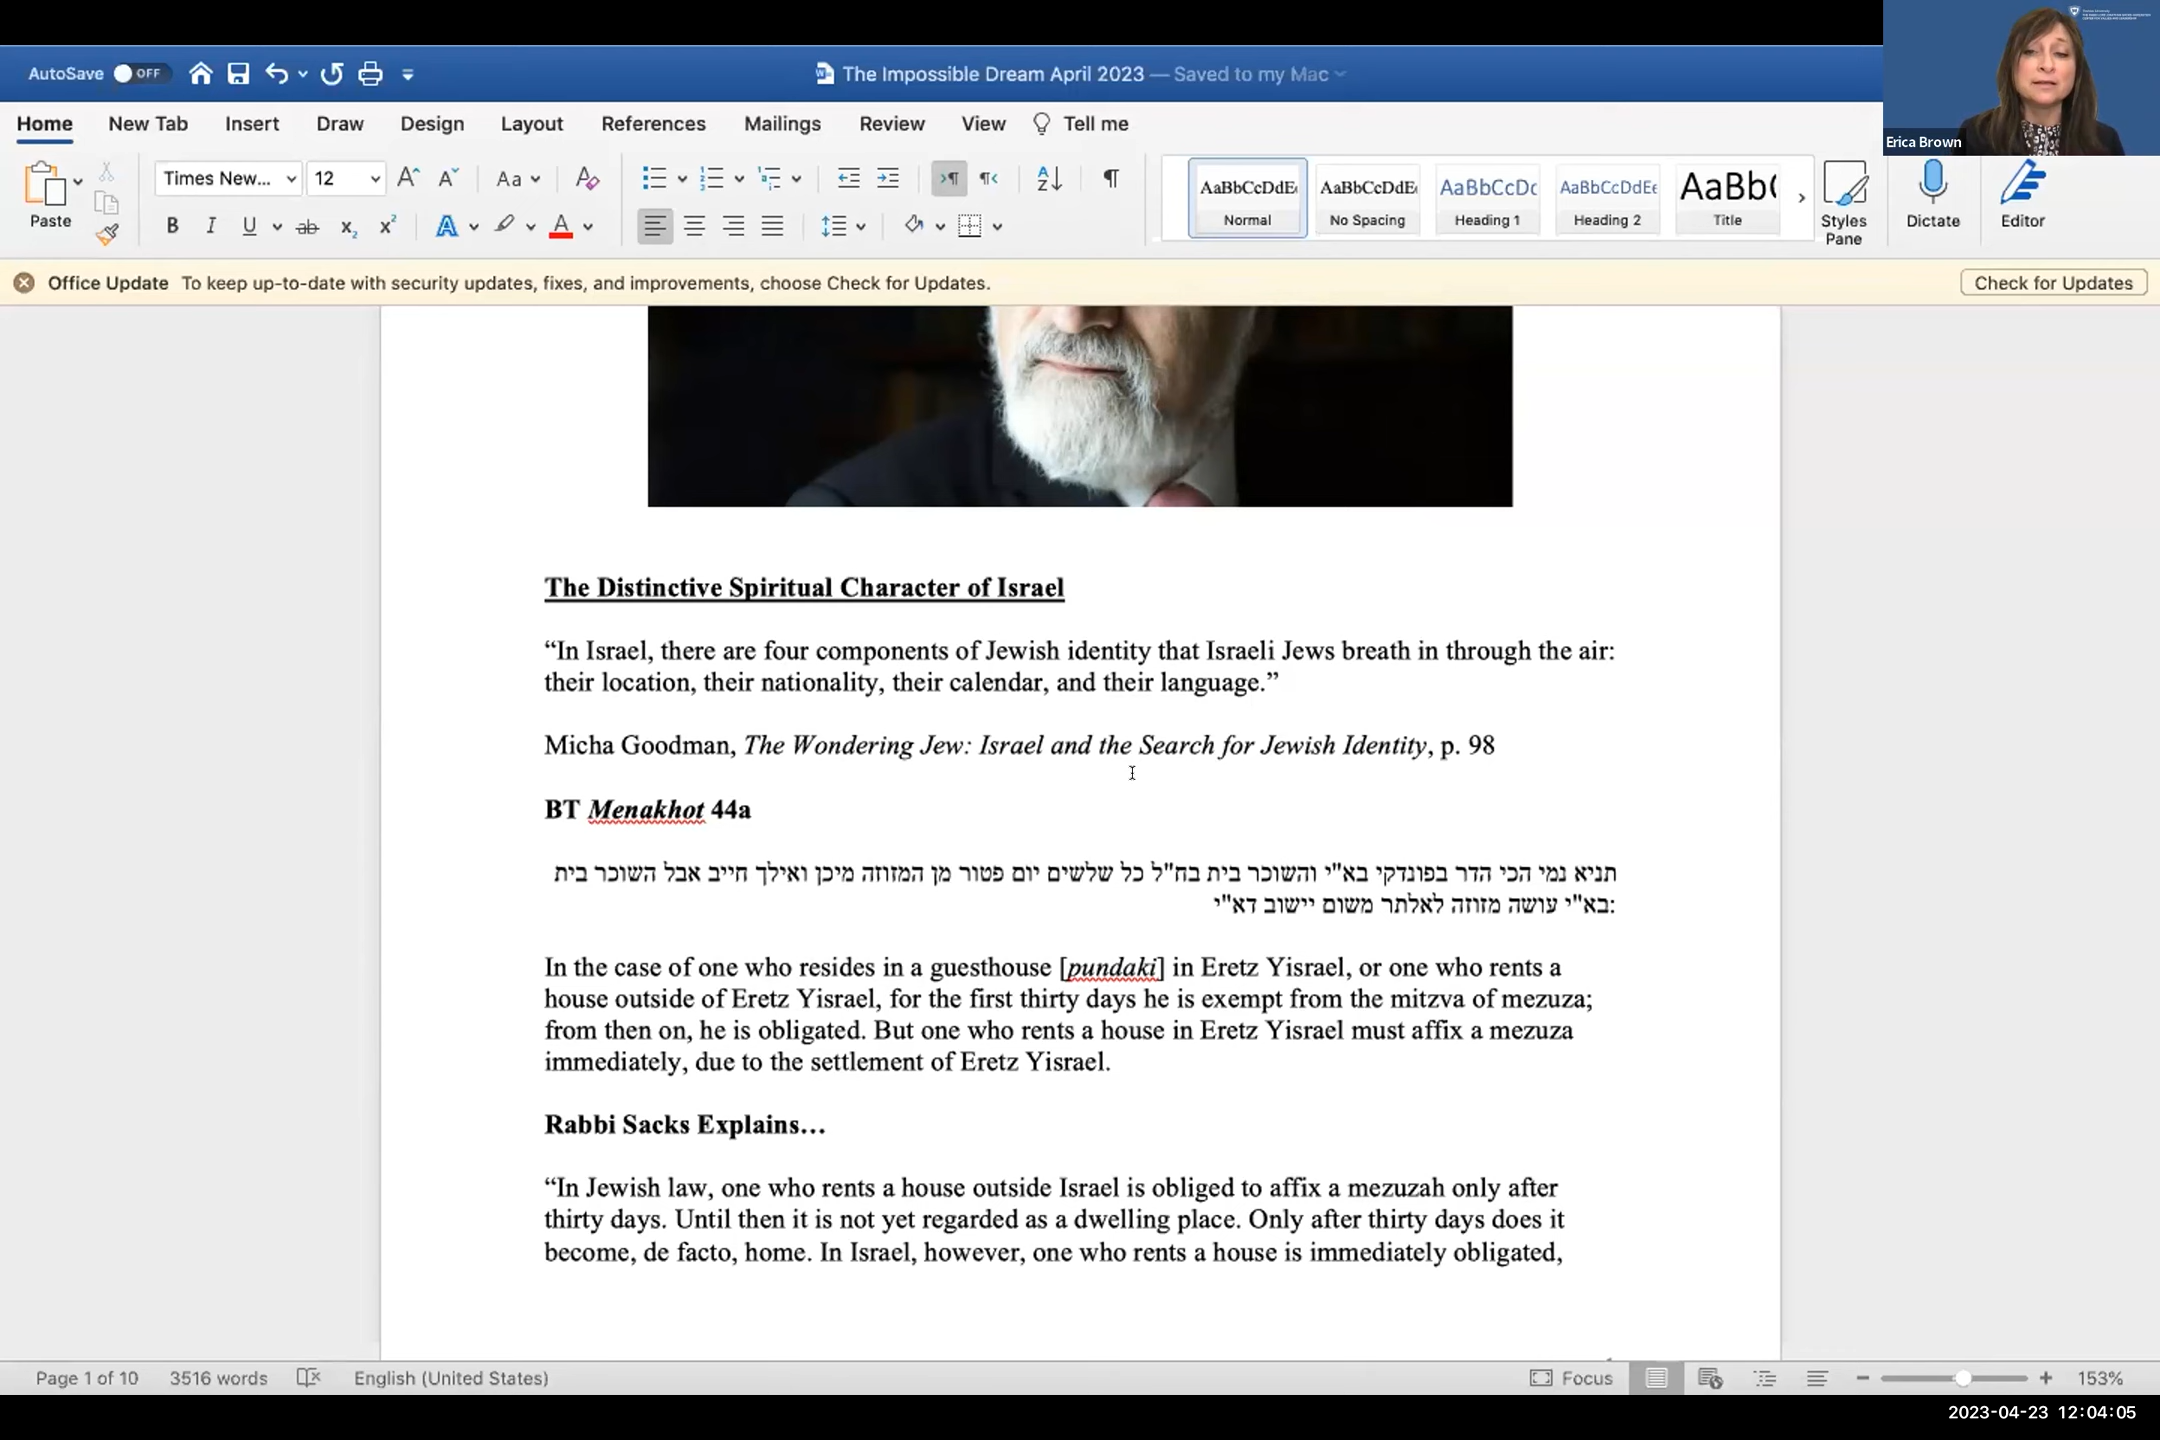 AutoSave OFF
The Impossible Dream April 2023 — Saved to my Mac
Erica Brown
Home New Tab Insert Draw Design Layout References Mailings Review View Tell me
Paste
Times New... 12 Aa
AaBbCcDdEe AaBbCcDdEe AaBbCcDc AaBbCcDdEe AaBb(
Normal No Spacing Heading 1 Heading 2 Title
Styles Pane
Dictate
Editor
Office Update To keep up-to-date with security updates, fixes, and improvements, choose Check for Updates.
Check for Updates
The Distinctive Spiritual Character of Israel
“In Israel, there are four components of Jewish identity that Israeli Jews breath in through the air:
their location, their nationality, their calendar, and their language.”
Micha Goodman, The Wondering Jew: Israel and the Search for Jewish Identity, p. 98
BT Menakhot 44a
תניא נמי הכי הדר בפונדקי בא"י והשוכר בית בח"ל כל שלשים יום פטור מן המזוזה מיכן ואילך חייב אבל השוכר בית
בא"י עושה מזוזה לאלתר משום יישוב דא"י:
In the case of one who resides in a guesthouse [pundaki] in Eretz Yisrael, or one who rents a
house outside of Eretz Yisrael, for the first thirty days he is exempt from the mitzva of mezuza;
from then on, he is obligated. But one who rents a house in Eretz Yisrael must affix a mezuza
immediately, due to the settlement of Eretz Yisrael.
Rabbi Sacks Explains…
“In Jewish law, one who rents a house outside Israel is obliged to affix a mezuzah only after
thirty days. Until then it is not yet regarded as a dwelling place. Only after thirty days does it
become, de facto, home. In Israel, however, one who rents a house is immediately obligated,
Page 1 of 10 3516 words English (United States) Focus 153%
2023-04-23 12:04:05